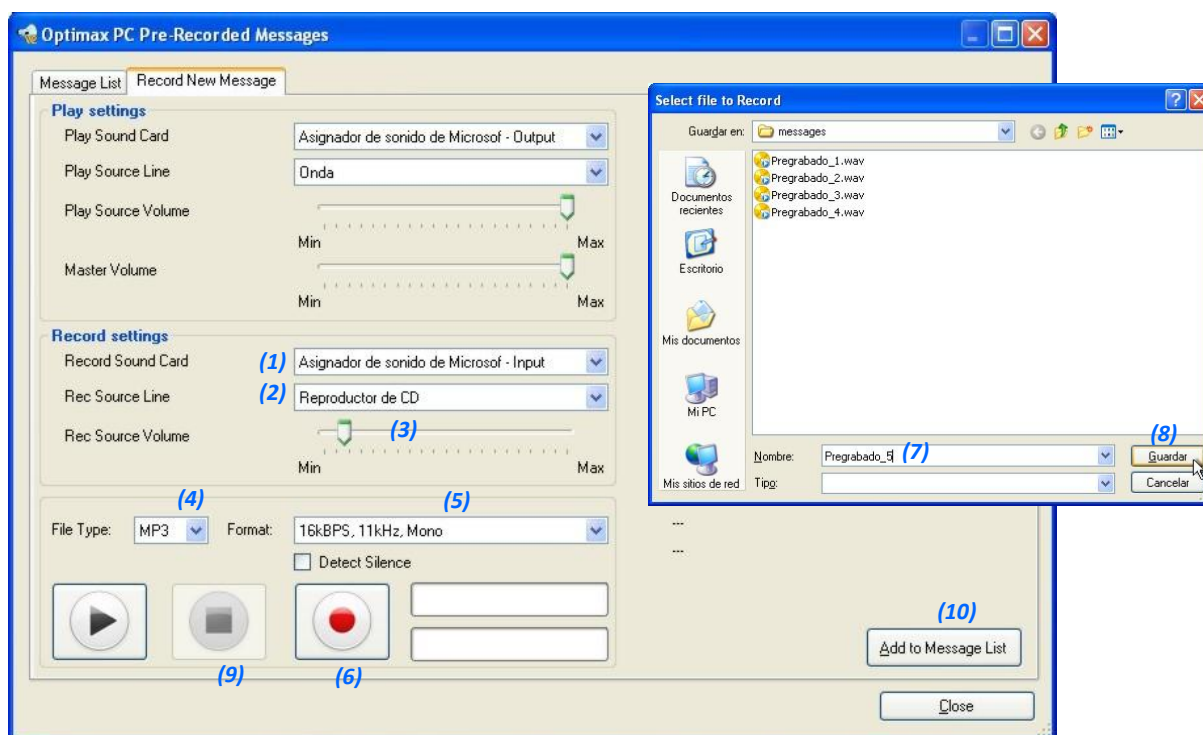 Optimax PC Pre-Recorded Messages
Message List
Record New Message
Play settings
Play Sound Card
Asignador de sonido de Microsof - Output
Play Source Line
Onda
Play Source Volume
Min
Max
Master Volume
Min
Max
Record settings
Record Sound Card
(1)
Asignador de sonido de Microsof - Input
Rec Source Line
(2)
Reproductor de CD
Rec Source Volume
(3)
Min
Max
(4)
(5)
File Type:
MP3
Format:
16kBPS, 11kHz, Mono
Detect Silence
(9)
(6)
---
---
(10)
Add to Message List
Close
Select file to Record
Guardar en:
messages
Documentos
recientes
Escritorio
Mis documentos
Mi PC
Mis sitios de red
Pregrabado_1.wav
Pregrabado_2.wav
Pregrabado_3.wav
Pregrabado_4.wav
Nombre:
Pregrabado_5
(7)
(8)
Guardar
Tipo:
Cancelar